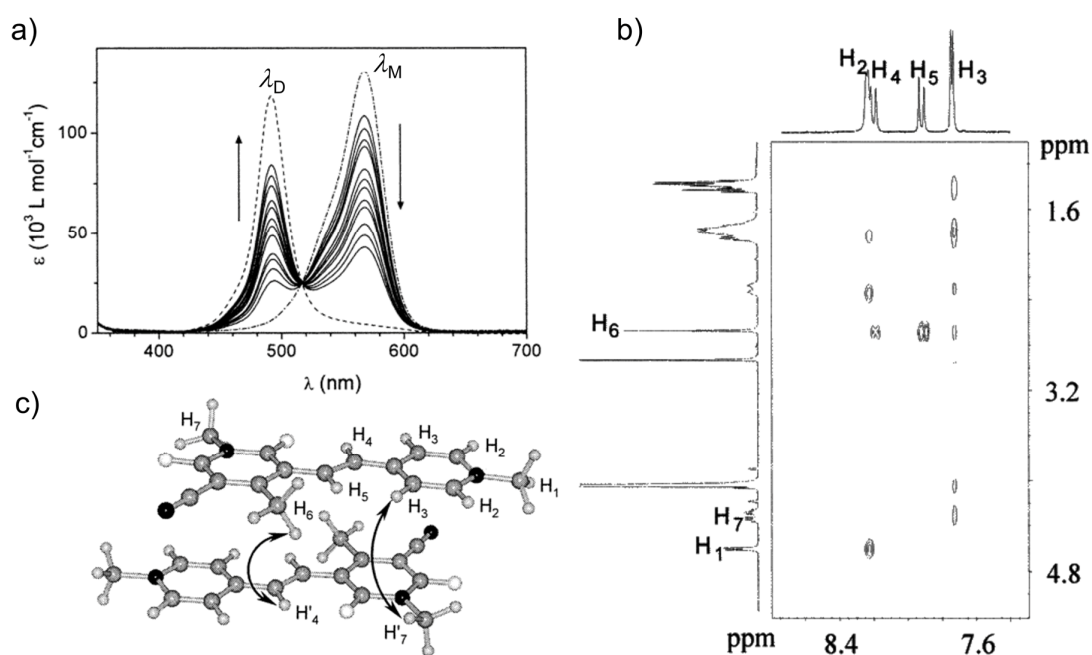 a)
λD
λM
ε (10³ L mol⁻¹cm⁻¹)
100
50
0
400
500
600
700
λ (nm)
b)
H2
H4
H5
H3
ppm
1.6
3.2
4.8
H6
H7
H1
ppm
8.4
7.6
c)
H7
H4
H3
H2
H1
H5
H6
H3
H2
H'4
H'7